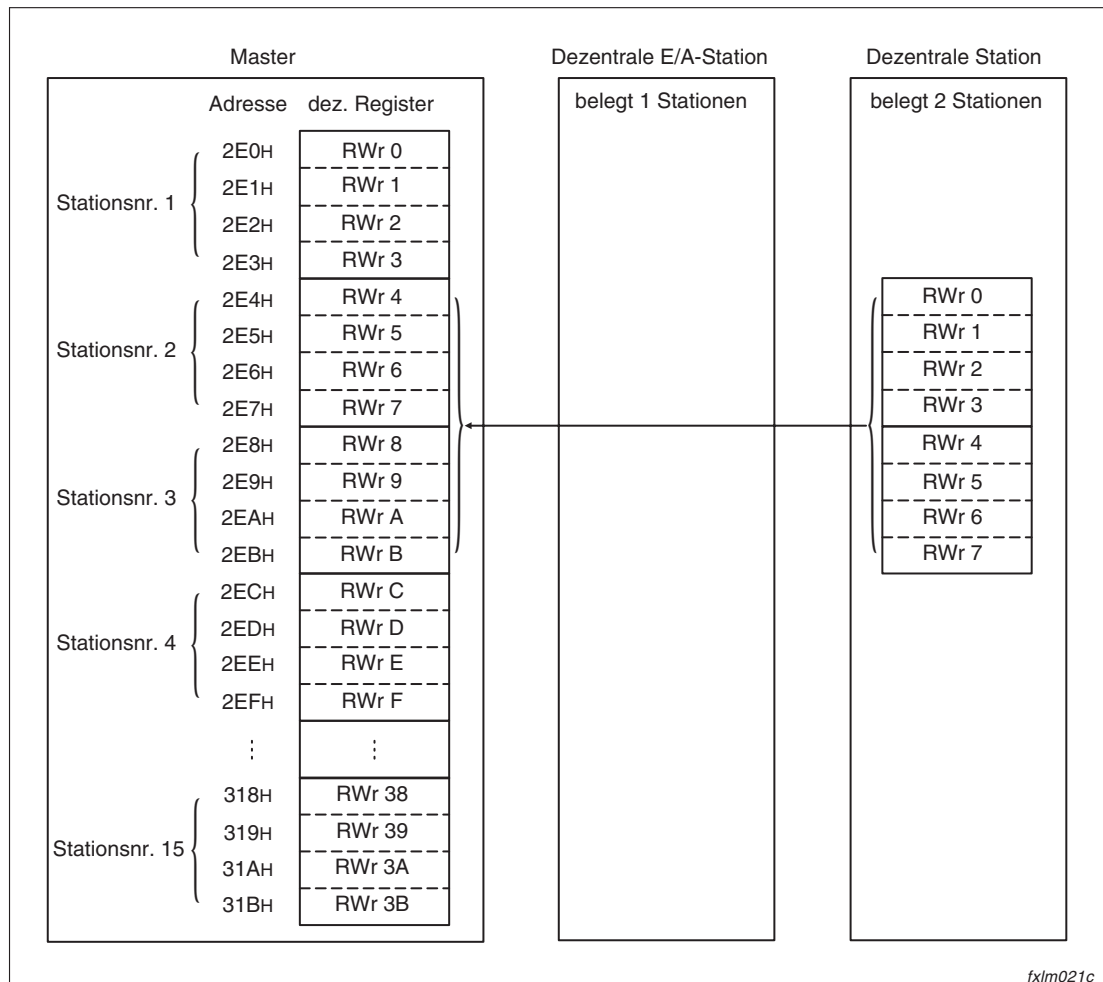 Master Dezentrale E/A-Station Dezentrale Station
Adresse dez. Register belegt 1 Stationen belegt 2 Stationen
2E0H RWr 0
2E1H RWr 1
Stationsnr. 1
2E2H RWr 2
2E3H RWr 3
2E4H RWr 4 RWr 0
2E5H RWr 5 RWr 1
Stationsnr. 2
2E6H RWr 6 RWr 2
2E7H RWr 7 RWr 3
2E8H RWr 8 RWr 4
2E9H RWr 9 RWr 5
Stationsnr. 3
2EAH RWr A RWr 6
2EBH RWr B RWr 7
2ECH RWr C
2EDH RWr D
Stationsnr. 4
2EEH RWr E
2EFH RWr F
318H RWr 38
319H RWr 39
Stationsnr. 15
31AH RWr 3A
31BH RWr 3B
fxlm021c